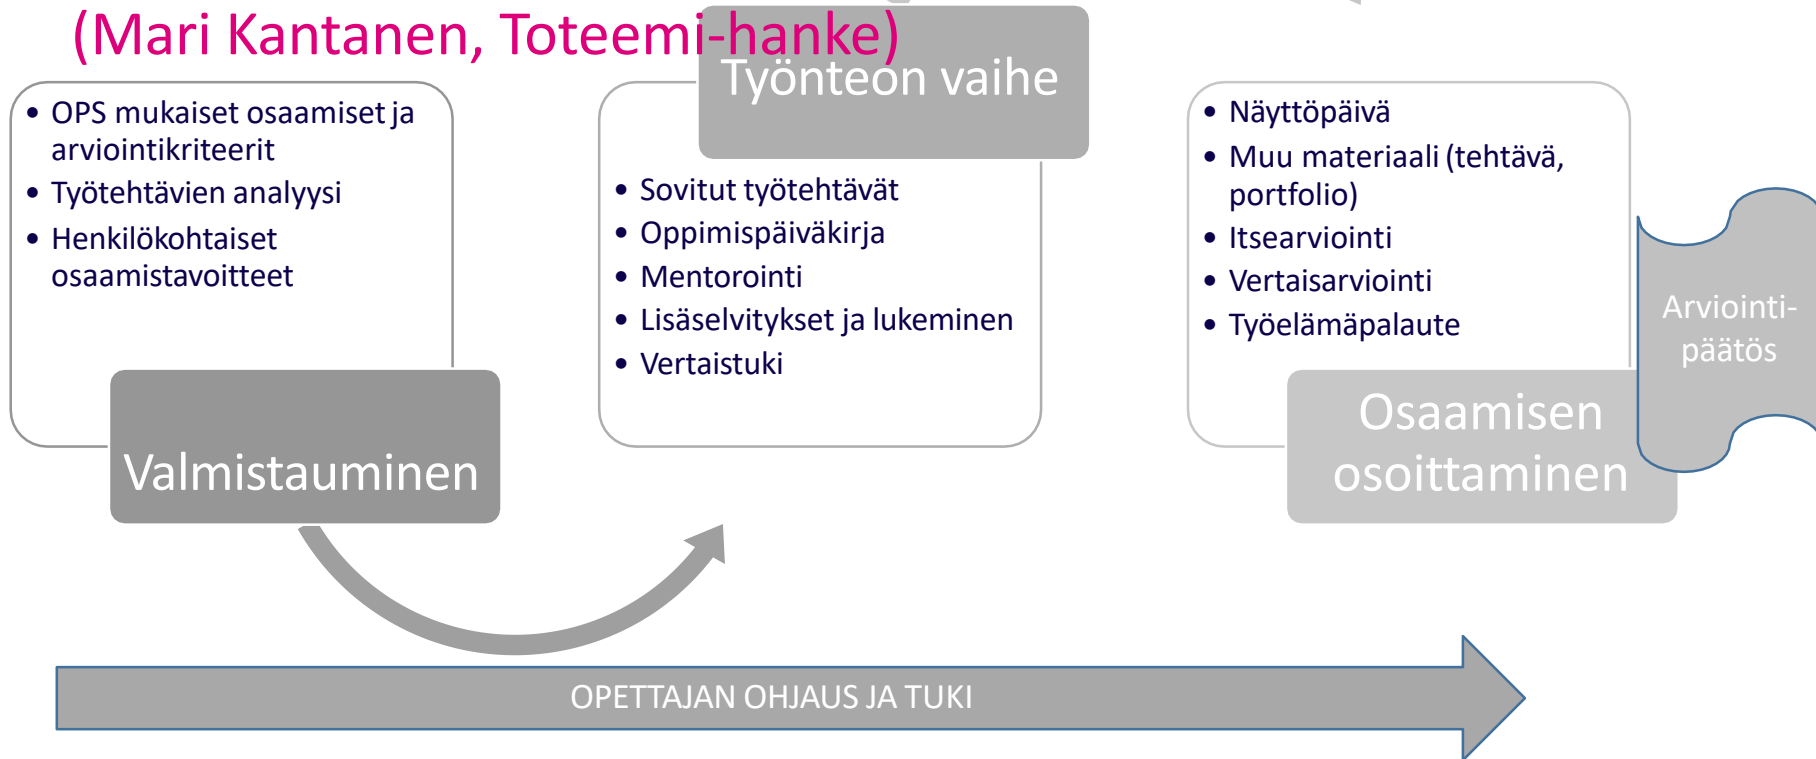 (Mari Kantanen, Toteemi-hanke)
• OPS mukaiset osaamiset ja
arviointikriteerit
• Työtehtävien analyysi
• Henkilökohtaiset
osaamistavoitteet
Valmistauminen
Työnteon vaihe
• Sovitut työtehtävät
• Oppimispäiväkirja
• Mentorointi
• Lisäselvitykset ja lukeminen
• Vertaistuki
• Näyttöpäivä
• Muu materiaali (tehtävä,
portfolio)
• Itsearviointi
• Vertaisarviointi
• Työelämäpalaute
Osaamisen
osoittaminen
Arviointi-
päätös
OPETTAJAN OHJAUS JA TUKI